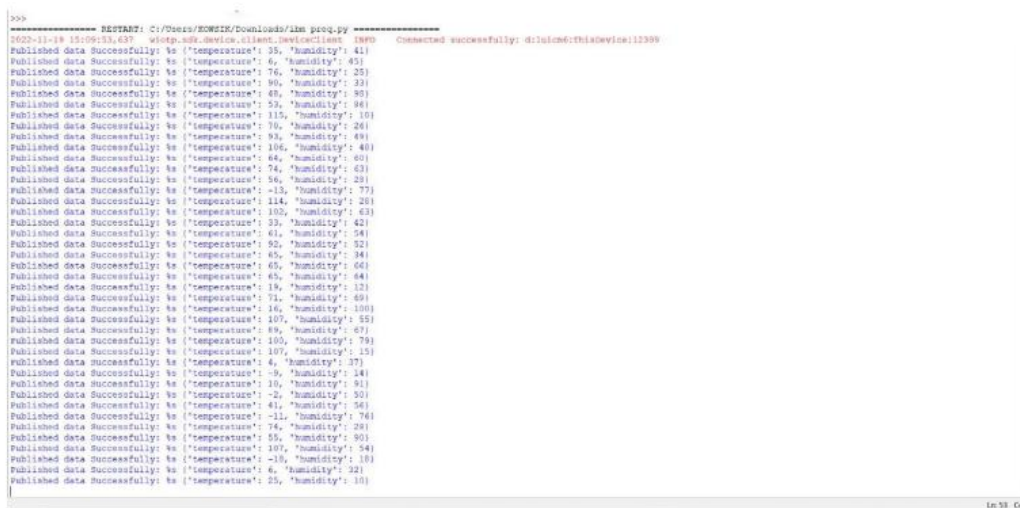 >>>
================ RESTART: C:/Users/KOWSIK/Downloads/ibm proq.py ================
2022-11-19 15:09:53,637 wiotp.sdk.device.client.DeviceClient INFO Connected successfully: d:1uicm6:ThisDevice:12309
Published data Successfully: %s {'temperature': 35, 'humidity': 41}
Published data Successfully: %s {'temperature': 6, 'humidity': 45}
Published data Successfully: %s {'temperature': 76, 'humidity': 25}
Published data Successfully: %s {'temperature': 90, 'humidity': 33}
Published data Successfully: %s {'temperature': 48, 'humidity': 98}
Published data Successfully: %s {'temperature': 53, 'humidity': 96}
Published data Successfully: %s {'temperature': 115, 'humidity': 10}
Published data Successfully: %s {'temperature': 70, 'humidity': 26}
Published data Successfully: %s {'temperature': 93, 'humidity': 49}
Published data Successfully: %s {'temperature': 106, 'humidity': 40}
Published data Successfully: %s {'temperature': 64, 'humidity': 60}
Published data Successfully: %s {'temperature': 74, 'humidity': 63}
Published data Successfully: %s {'temperature': 56, 'humidity': 28}
Published data Successfully: %s {'temperature': -13, 'humidity': 77}
Published data Successfully: %s {'temperature': 114, 'humidity': 28}
Published data Successfully: %s {'temperature': 102, 'humidity': 63}
Published data Successfully: %s {'temperature': 33, 'humidity': 42}
Published data Successfully: %s {'temperature': 61, 'humidity': 54}
Published data Successfully: %s {'temperature': 92, 'humidity': 52}
Published data Successfully: %s {'temperature': 65, 'humidity': 34}
Published data Successfully: %s {'temperature': 65, 'humidity': 66}
Published data Successfully: %s {'temperature': 65, 'humidity': 64}
Published data Successfully: %s {'temperature': 19, 'humidity': 12}
Published data Successfully: %s {'temperature': 71, 'humidity': 69}
Published data Successfully: %s {'temperature': 16, 'humidity': 100}
Published data Successfully: %s {'temperature': 107, 'humidity': 55}
Published data Successfully: %s {'temperature': 89, 'humidity': 67}
Published data Successfully: %s {'temperature': 103, 'humidity': 79}
Published data Successfully: %s {'temperature': 107, 'humidity': 15}
Published data Successfully: %s {'temperature': 4, 'humidity': 37}
Published data Successfully: %s {'temperature': -9, 'humidity': 14}
Published data Successfully: %s {'temperature': 10, 'humidity': 91}
Published data Successfully: %s {'temperature': -2, 'humidity': 50}
Published data Successfully: %s {'temperature': 41, 'humidity': 56}
Published data Successfully: %s {'temperature': -11, 'humidity': 76}
Published data Successfully: %s {'temperature': 74, 'humidity': 28}
Published data Successfully: %s {'temperature': 55, 'humidity': 90}
Published data Successfully: %s {'temperature': 107, 'humidity': 54}
Published data Successfully: %s {'temperature': -18, 'humidity': 18}
Published data Successfully: %s {'temperature': 6, 'humidity': 32}
Published data Successfully: %s {'temperature': 25, 'humidity': 10}
Ln: 53